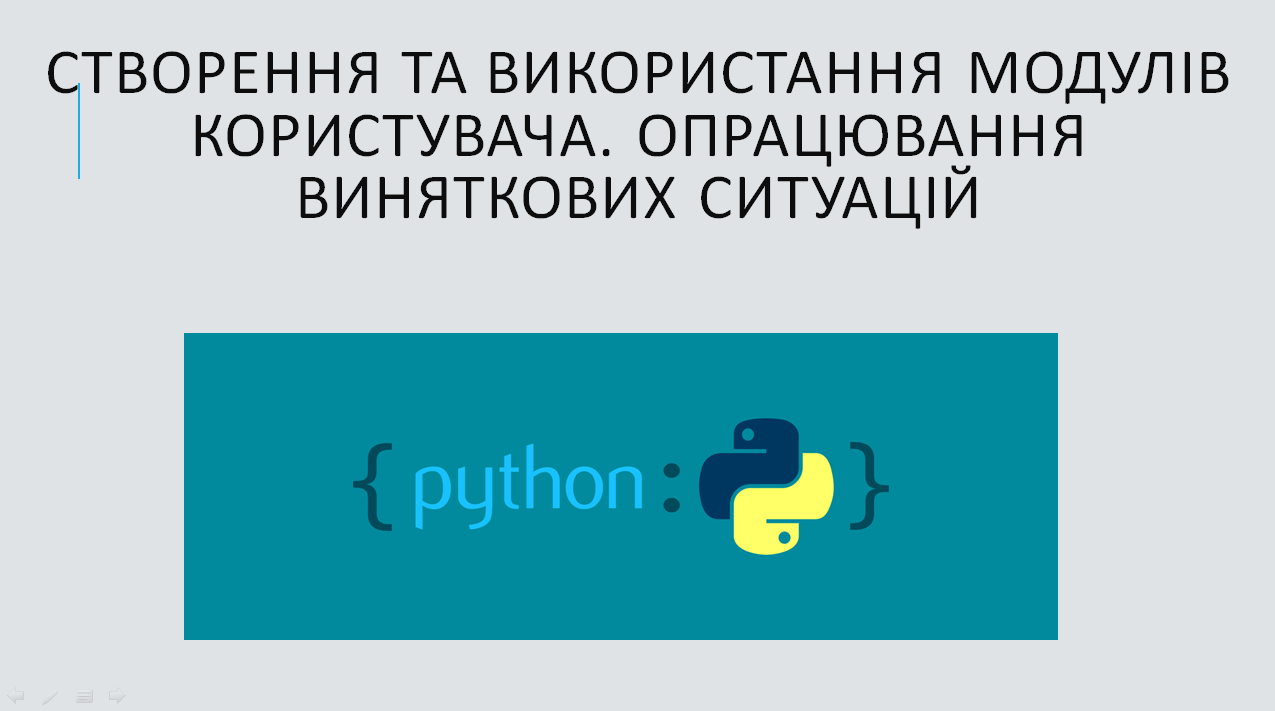 СТВОРЕННЯ ТА ВИКОРИСТАННЯ МОДУЛІВ
КОРИСТУВАЧА. ОПРАЦЮВАННЯ
ВИНЯТКОВИХ СИТУАЦІЙ
{ python : }